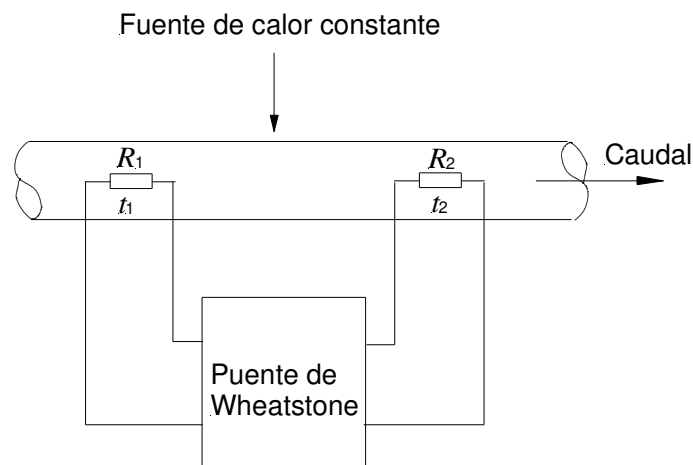 Fuente de calor constante
R1
R2
Caudal
t1
t2
Puente de
Wheatstone